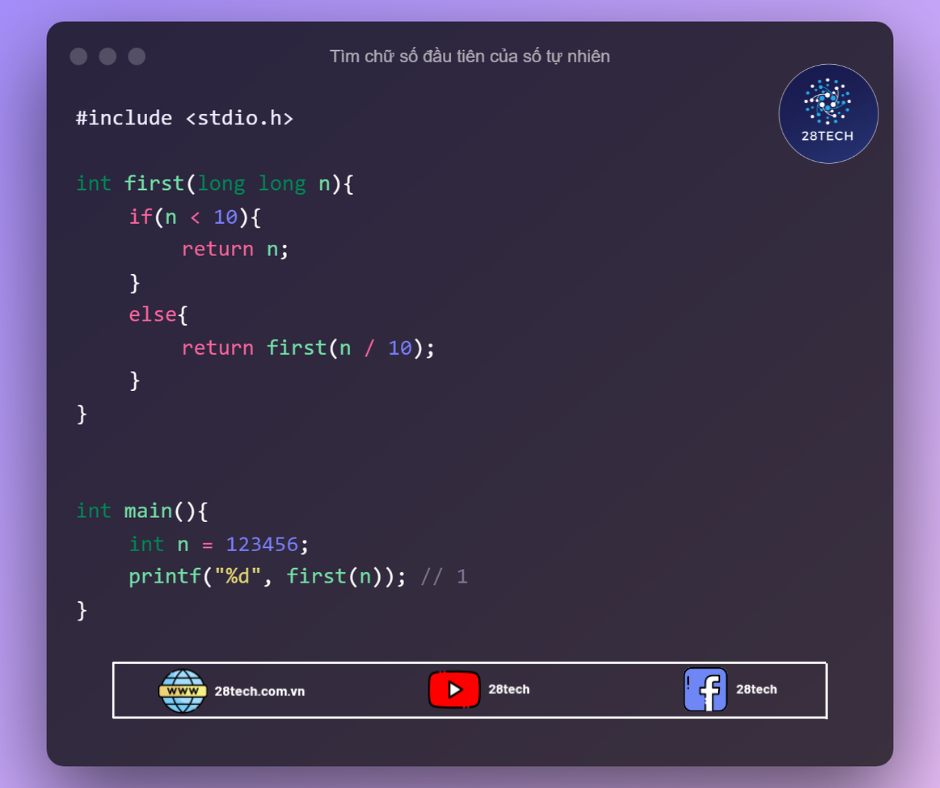 Tìm chữ số đầu tiên của số tự nhiên
28TECH
#include <stdio.h>
int first(long long n){
if(n < 10){
return n;
}
else{
return first(n / 10);
}
}
int main(){
int n = 123456;
printf("%d", first(n)); // 1
}
WWW 28tech.com.vn 28tech 28tech